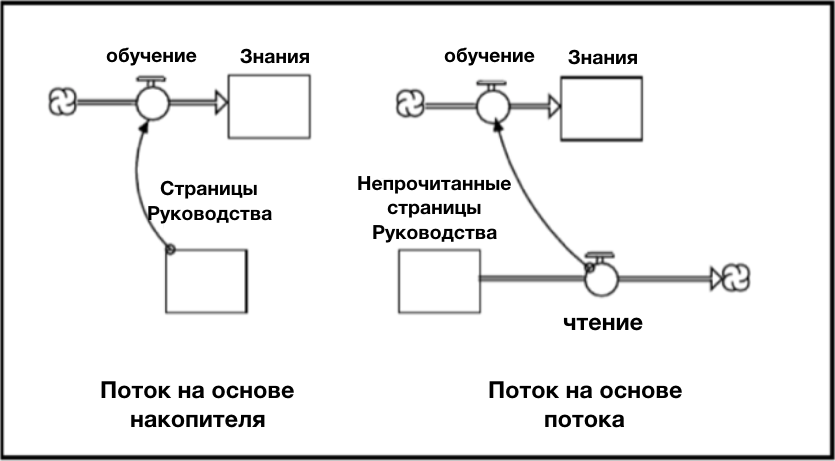 обучение
Знания
Страницы
Руководства
Поток на основе
накопителя
обучение
Знания
Непрочитанные
страницы
Руководства
чтение
Поток на основе
потока